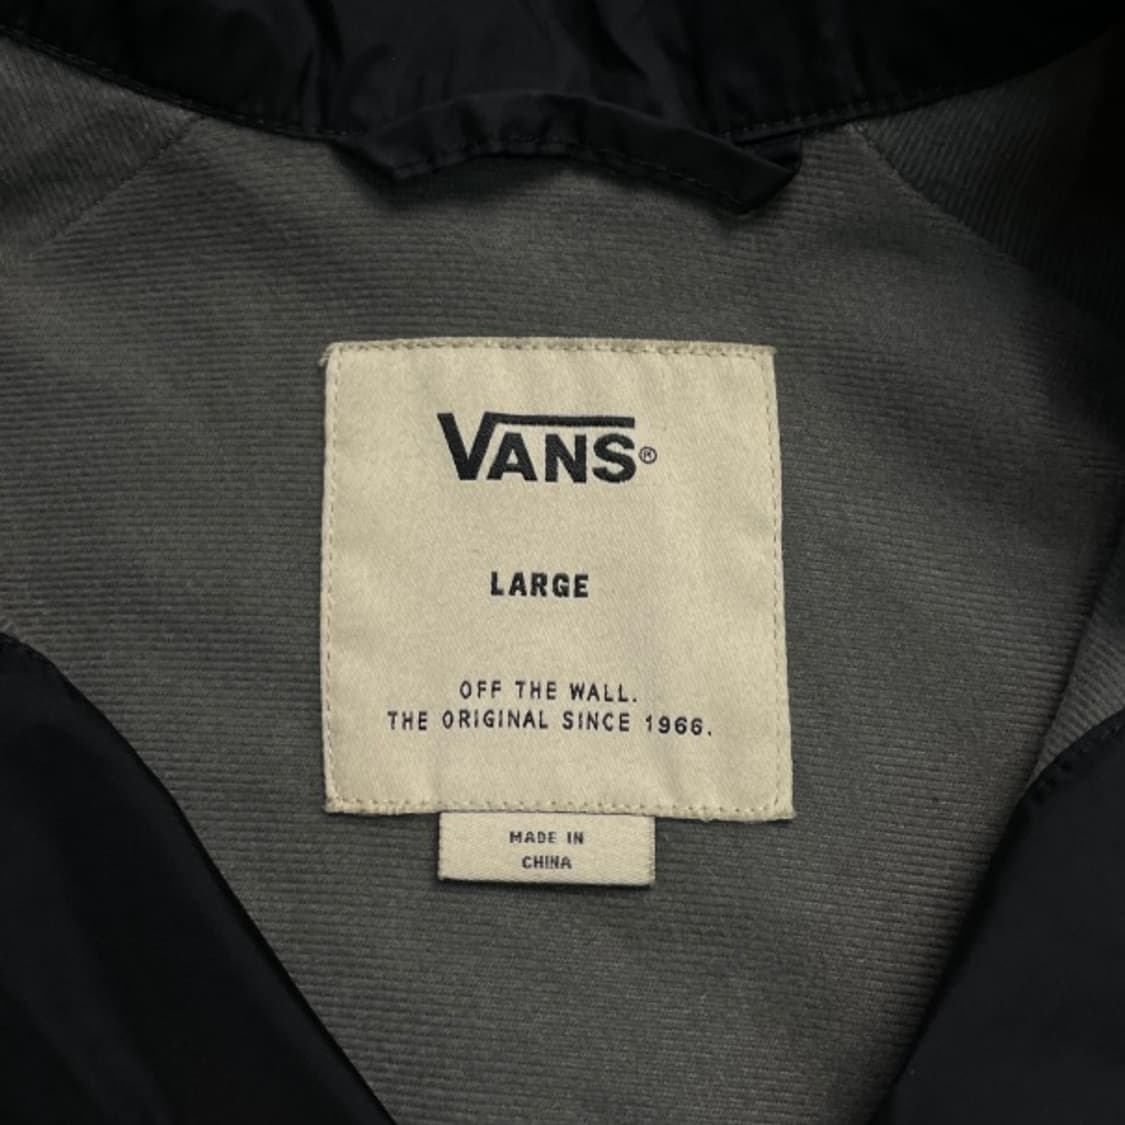 VANS®
LARGE
OFF THE WALL.
THE ORIGINAL SINCE 1966.
MADE IN
CHINA